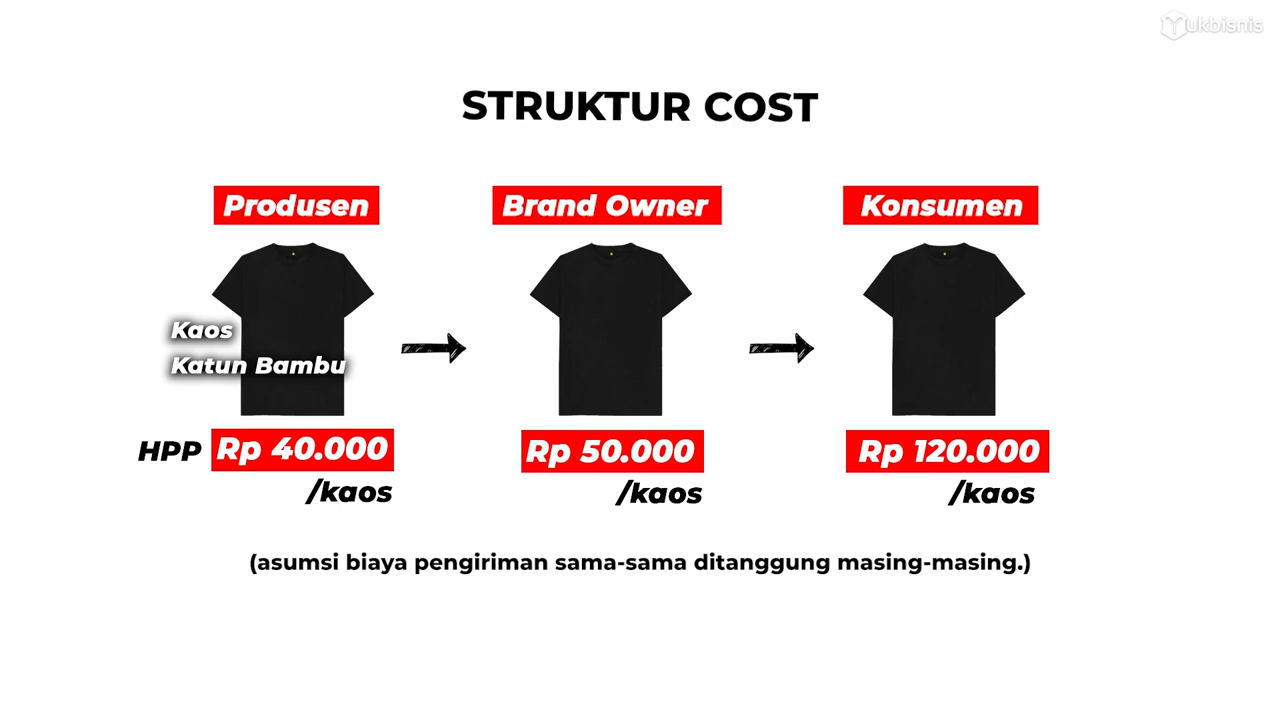 Yukbisnis
STRUKTUR COST
Produsen
Brand Owner
Konsumen
Kaos
Katun Bambu
HPP Rp 40.000
/kaos
Rp 50.000
/kaos
Rp 120.000
/kaos
(asumsi biaya pengiriman sama-sama ditanggung masing-masing.)